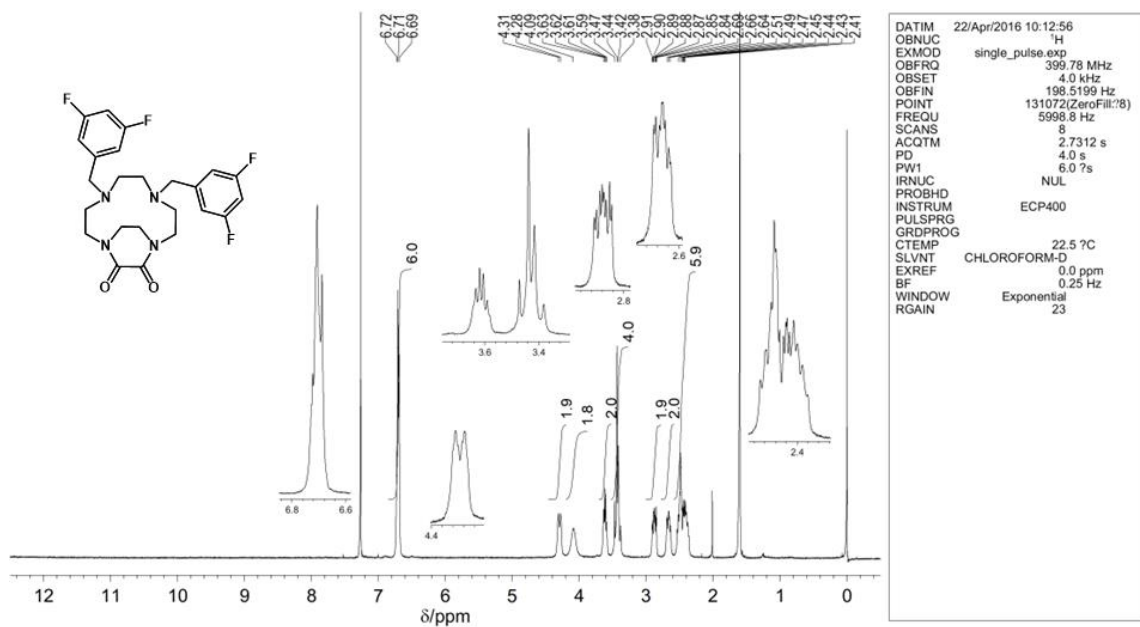 6.72
6.71
6.69
4.31
4.28
4.09
3.63
3.62
3.61
3.59
3.47
3.44
3.42
3.38
2.91
2.90
2.89
2.88
2.87
2.85
2.84
2.69
2.66
2.64
2.51
2.49
2.47
2.45
2.44
2.43
2.41
DATIM 22/Apr/2016 10:12:56
OBNUC 1H
EXMOD single_pulse.exp
OBFRQ 399.78 MHz
OBSET 4.0 kHz
OBFIN 198.5199 Hz
POINT 131072(ZeroFill:?8)
FREQU 5998.8 Hz
SCANS 8
ACQTM 2.7312 s
PD 4.0 s
PW1 6.0 ?s
IRNUC NUL
PROBHD
INSTRUM ECP400
PULSPRG
GRDPROG
CTEMP 22.5 ?C
SLVNT CHLOROFORM-D
EXREF 0.0 ppm
BF 0.25 Hz
WINDOW Exponential
RGAIN 23
F
F
F
F
N N
N N
O O
6.0
1.9
1.8
2.0
4.0
1.9
2.0
5.9
6.8 6.6
4.4
3.6 3.4
2.8
2.6
2.4
12 11 10 9 8 7 6 5 4 3 2 1 0
δ/ppm